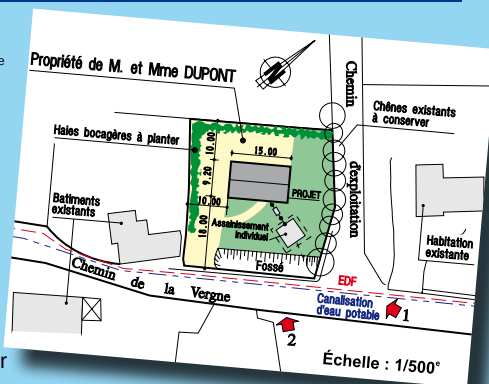 e
Propriété de M. et Mme DUPONT
Chemin
d'exploitation
Chênes existants
à conserver
Haies bocagères à planter
10.00
15.00
9.20
PROJET
10.00
18.00
Assainissement
individuel
Batiments
existants
Habitation
existante
Fossé
EDF
Chemin de la Vergne
Canalisation
d'eau potable
1
2
Échelle : 1/500e
r